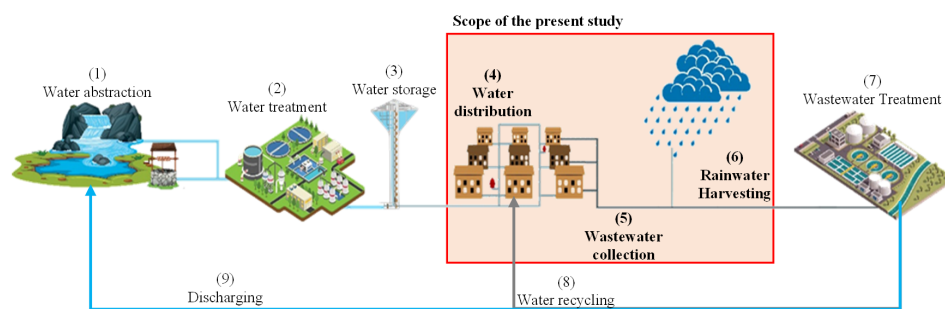 Scope of the present study
(1)
Water abstraction
(2)
Water treatment
(3)
Water storage
(4)
Water
distribution
(5)
Wastewater
collection
(6)
Rainwater
Harvesting
(7)
Wastewater Treatment
(8)
Water recycling
(9)
Discharging